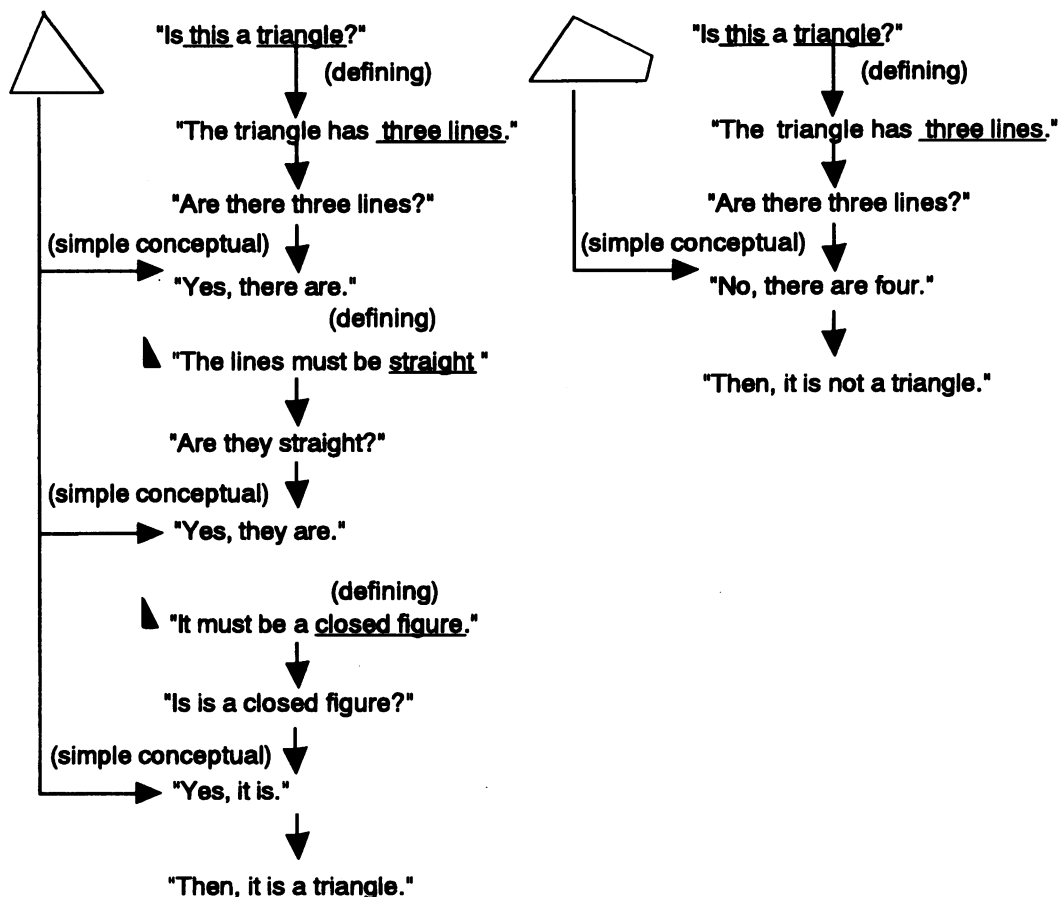 "Is this a triangle?"
(defining)
"The triangle has three lines."
"Are there three lines?"
(simple conceptual)
"Yes, there are."
(defining)
"The lines must be straight "
"Are they straight?"
(simple conceptual)
"Yes, they are."
(defining)
"It must be a closed figure."
"Is is a closed figure?"
(simple conceptual)
"Yes, it is."
"Then, it is a triangle."
"Is this a triangle?"
(defining)
"The triangle has three lines."
"Are there three lines?"
(simple conceptual)
"No, there are four."
"Then, it is not a triangle."